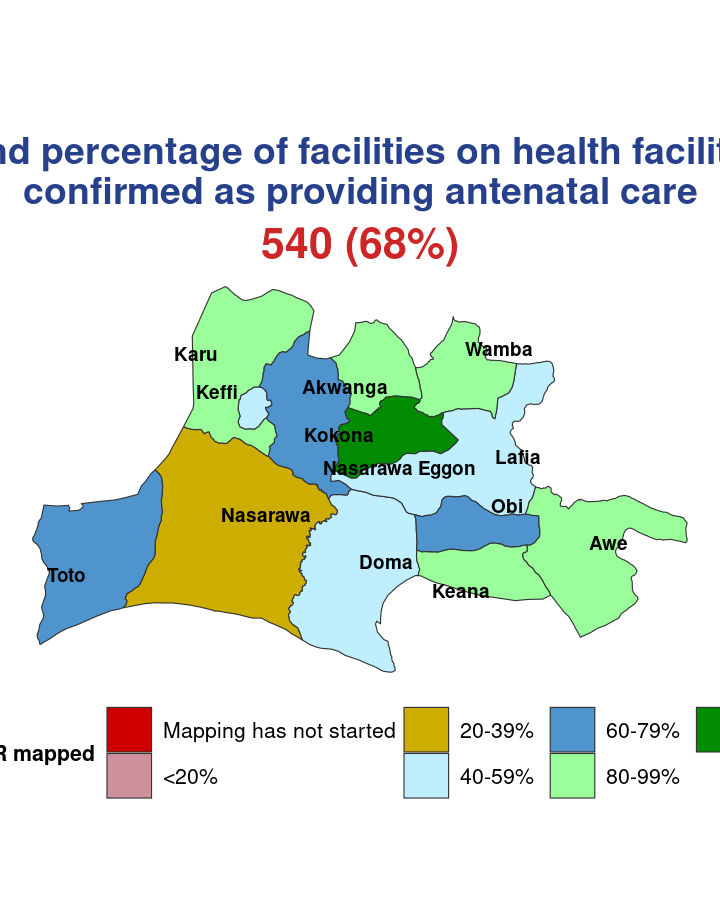 percentage of facilities on health
confirmed as providing antenatal care
540 (68%)
Wamba
Karu
Akwanga
Keffi
Kokona
Lafia
Nasarawa Eggon
Obi
Nasarawa
Awe
Doma
Toto
Keana
mapped
Mapping has not started
20-39%
60-79%
<20%
40-59%
80-99%